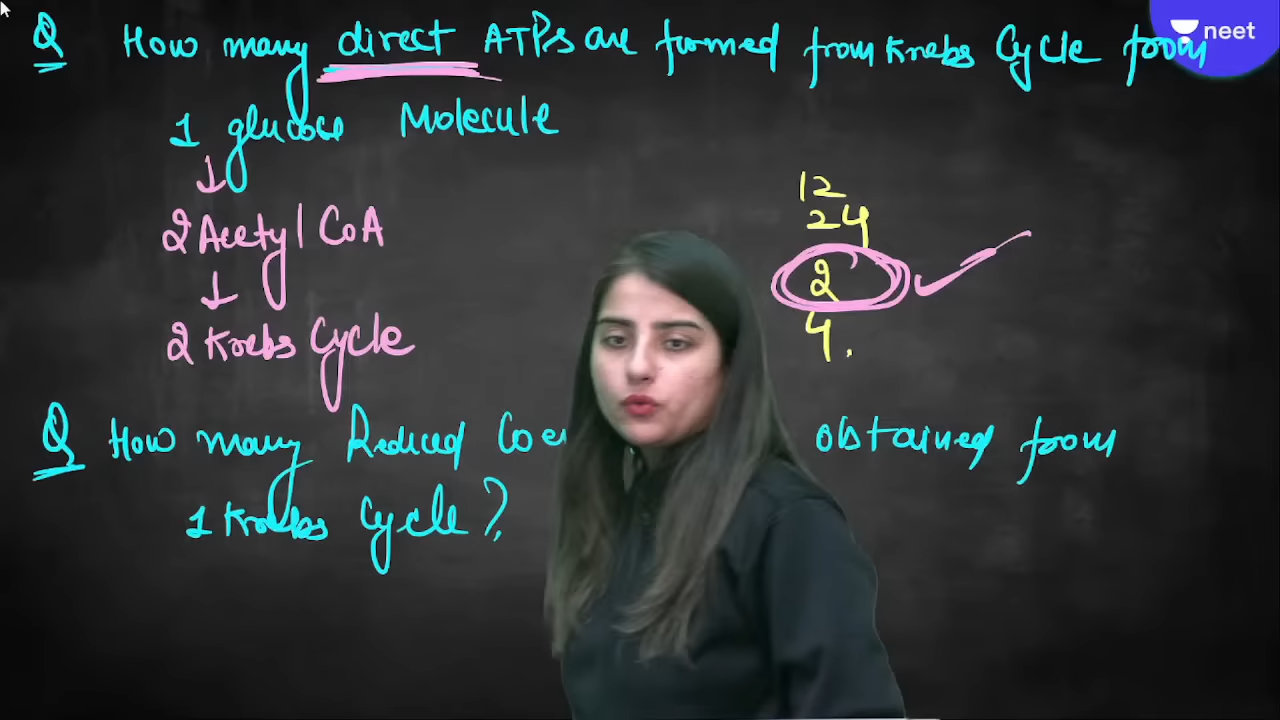 Q How many direct ATPs are formed from Krebs Cycle from
neet
1 glucose Molecule
↓
2 Acetyl CoA
↓
2 Krebs Cycle
12
24
2
4.
Q How many Reduced obtained from
1 Krebs Cycle?